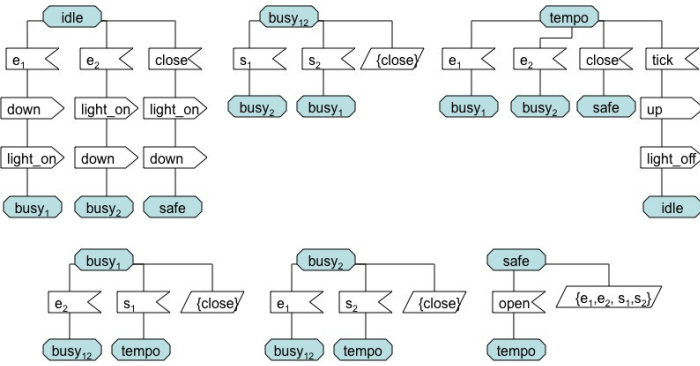 idle busy₁₂ tempo
e₁ e₂ close s₁ s₂ /{close} e₁ e₂ close tick
down light_on light_on busy₂ busy₁ busy₁ busy₂ safe up
light_on down down light_off
busy₁ busy₂ safe idle
busy₁ busy₂ safe
e₂ s₁ /{close} e₁ s₂ /{close} open /{e₁,e₂, s₁,s₂}
busy₁₂ tempo busy₁₂ tempo tempo